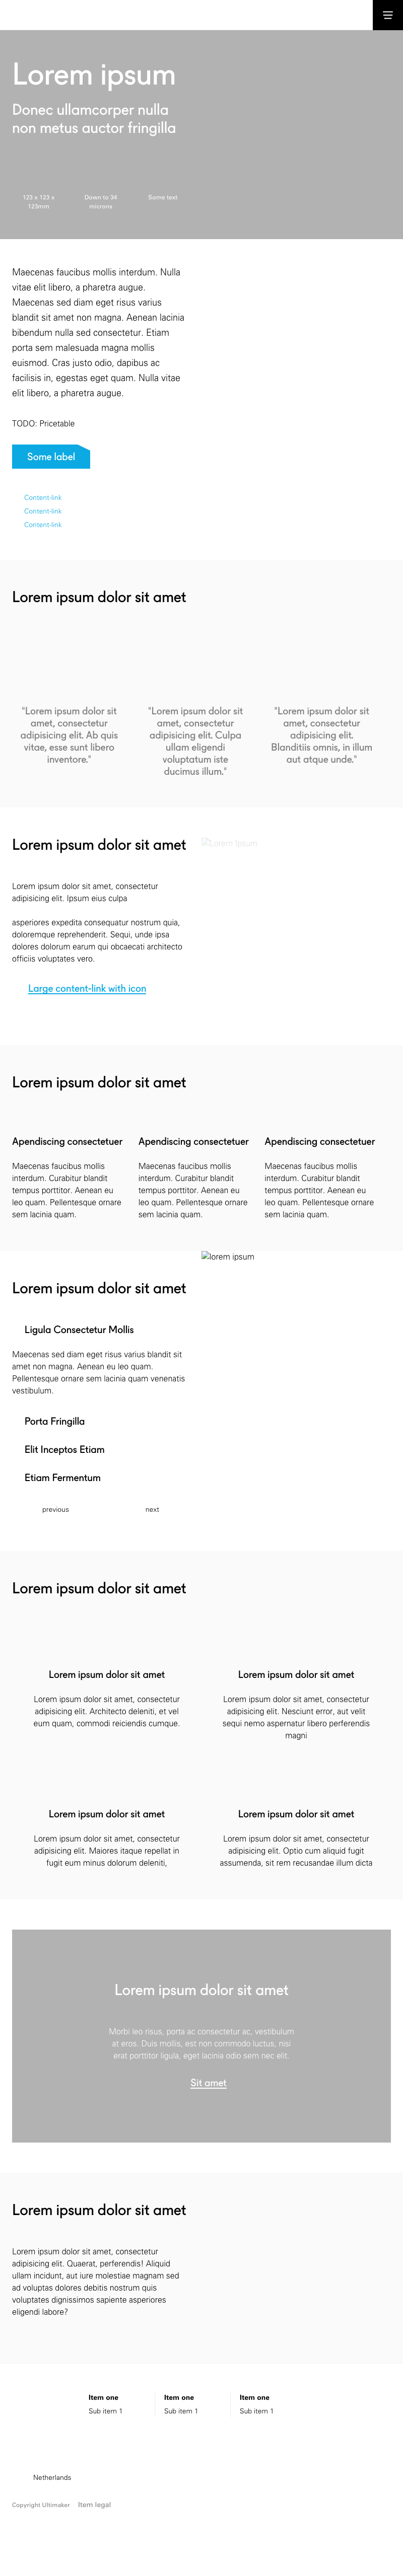 Lorem ipsum
Donec ullamcorper nulla
non metus auctor fringilla
123 x 123 x
123mm
Down to 34
microns
Some text
Maecenas faucibus mollis interdum. Nulla
vitae elit libero, a pharetra augue.
Maecenas sed diam eget risus varius
blandit sit amet non magna. Aenean lacinia
bibendum nulla sed consectetur. Etiam
porta sem malesuada magna mollis
euismod. Cras justo odio, dapibus ac
facilisis in, egestas eget quam. Nulla vitae
elit libero, a pharetra augue.
TODO: Pricetable
Some label
Content-link
Content-link
Content-link
Lorem ipsum dolor sit amet
"Lorem ipsum dolor sit
amet, consectetur
adipisicing elit. Ab quis
vitae, esse sunt libero
inventore."
"Lorem ipsum dolor sit
amet, consectetur
adipisicing elit. Culpa
ullam eligendi
voluptatum iste
ducimus illum."
"Lorem ipsum dolor sit
amet, consectetur
adipisicing elit.
Blanditiis omnis, in illum
aut atque unde."
Lorem ipsum dolor sit amet
Lorem Ipsum
Lorem ipsum dolor sit amet, consectetur
adipisicing elit. Ipsum eius culpa
asperiores expedita consequatur nostrum quia,
doloremque reprehenderit. Sequi, unde ipsa
dolores dolorum earum qui obcaecati architecto
officiis voluptates vero.
Large content-link with icon
Lorem ipsum dolor sit amet
Apendiscing consectetuer
Maecenas faucibus mollis
interdum. Curabitur blandit
tempus porttitor. Aenean eu
leo quam. Pellentesque ornare
sem lacinia quam.
Apendiscing consectetuer
Maecenas faucibus mollis
interdum. Curabitur blandit
tempus porttitor. Aenean eu
leo quam. Pellentesque ornare
sem lacinia quam.
Apendiscing consectetuer
Maecenas faucibus mollis
interdum. Curabitur blandit
tempus porttitor. Aenean eu
leo quam. Pellentesque ornare
sem lacinia quam.
lorem ipsum
Lorem ipsum dolor sit amet
Ligula Consectetur Mollis
Maecenas sed diam eget risus varius blandit sit
amet non magna. Aenean eu leo quam.
Pellentesque ornare sem lacinia quam venenatis
vestibulum.
Porta Fringilla
Elit Inceptos Etiam
Etiam Fermentum
previous
next
Lorem ipsum dolor sit amet
Lorem ipsum dolor sit amet
Lorem ipsum dolor sit amet, consectetur
adipisicing elit. Architecto deleniti, et vel
eum quam, commodi reiciendis cumque.
Lorem ipsum dolor sit amet
Lorem ipsum dolor sit amet, consectetur
adipisicing elit. Nesciunt error, aut velit
sequi nemo aspernatur libero perferendis
magni
Lorem ipsum dolor sit amet
Lorem ipsum dolor sit amet, consectetur
adipisicing elit. Maiores itaque repellat in
fugit eum minus dolorum deleniti,
Lorem ipsum dolor sit amet
Lorem ipsum dolor sit amet, consectetur
adipisicing elit. Optio cum aliquid fugit
assumenda, sit rem recusandae illum dicta
Lorem ipsum dolor sit amet
Morbi leo risus, porta ac consectetur ac, vestibulum
at eros. Duis mollis, est non commodo luctus, nisi
erat porttitor ligula, eget lacinia odio sem nec elit.
Sit amet
Lorem ipsum dolor sit amet
Lorem ipsum dolor sit amet, consectetur
adipisicing elit. Quaerat, perferendis! Aliquid
ullam incidunt, aut iure molestiae magnam sed
ad voluptas dolores debitis nostrum quis
voluptates dignissimos sapiente asperiores
eligendi labore?
Item one
Sub item 1
Item one
Sub item 1
Item one
Sub item 1
Netherlands
Copyright Ultimaker
Item legal